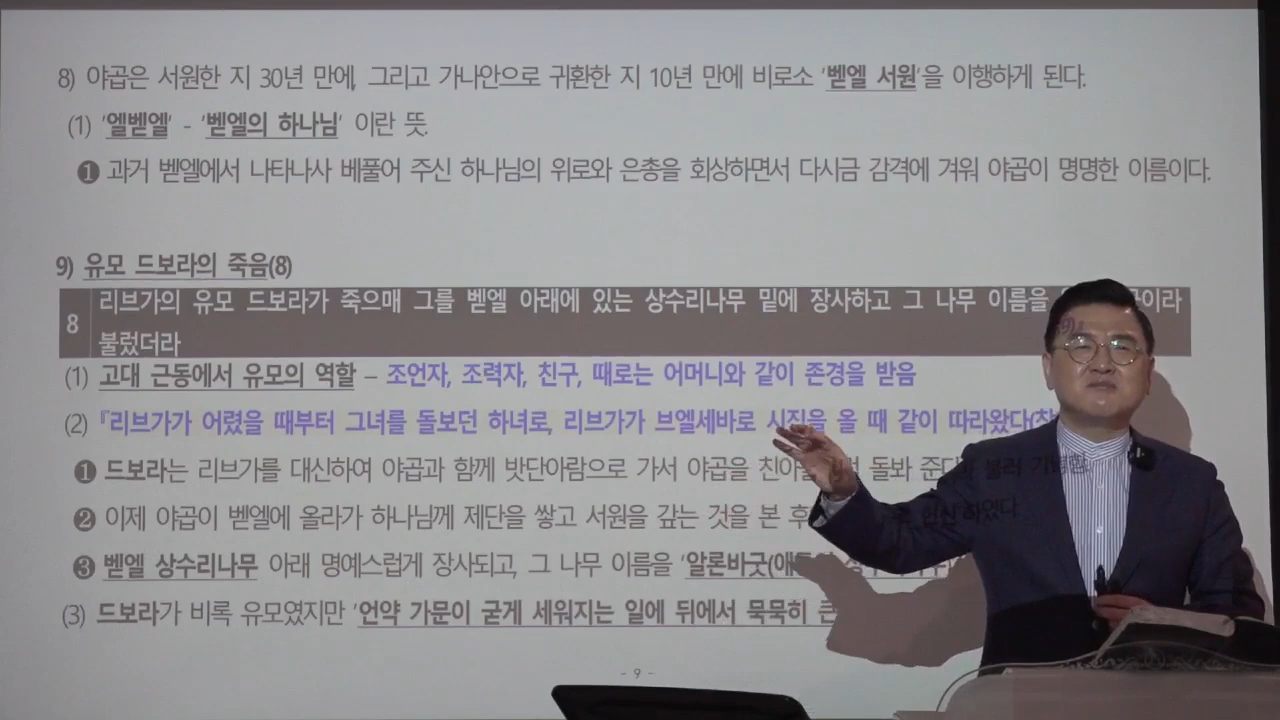 8) 야곱은 서원한 지 30년 만에, 그리고 가나안으로 귀환한 지 10년 만에 비로소 '벧엘 서원'을 이행하게 된다.
(1) '엘벧엘' - '벧엘의 하나님' 이란 뜻.
❶ 과거 벧엘에서 나타나사 베풀어 주신 하나님의 위로와 은총을 회상하면서 다시금 감격에 겨워 야곱이 명명한 이름이다.
9) 유모 드보라의 죽음(8)
8 리브가의 유모 드보라가 죽으매 그를 벧엘 아래에 있는 상수리나무 밑에 장사하고 그 나무 이름을
불렀더라
(1) 고대 근동에서 유모의 역할 – 조언자, 조력자, 친구, 때로는 어머니와 같이 존경을 받음
(2) 『리브가가 어렸을 때부터 그녀를 돌보던 하녀로, 리브가가 브엘세바로 시집을 올 때 같이 따라왔다
❶ 드보라는 리브가를 대신하여 야곱과 함께 밧단아람으로 가서 야곱을 돌봐
❷ 이제 야곱이 벧엘에 올라가 하나님께 제단을 쌓고 서원을 갚는 것을 본 후
❸ 벧엘 상수리나무 아래 명예스럽게 장사되고, 그 나무 이름을 '알론바굿
(3) 드보라가 비록 유모였지만 '언약 가문이 굳게 세워지는 일에 뒤에서 묵묵히 큰
- 9 -